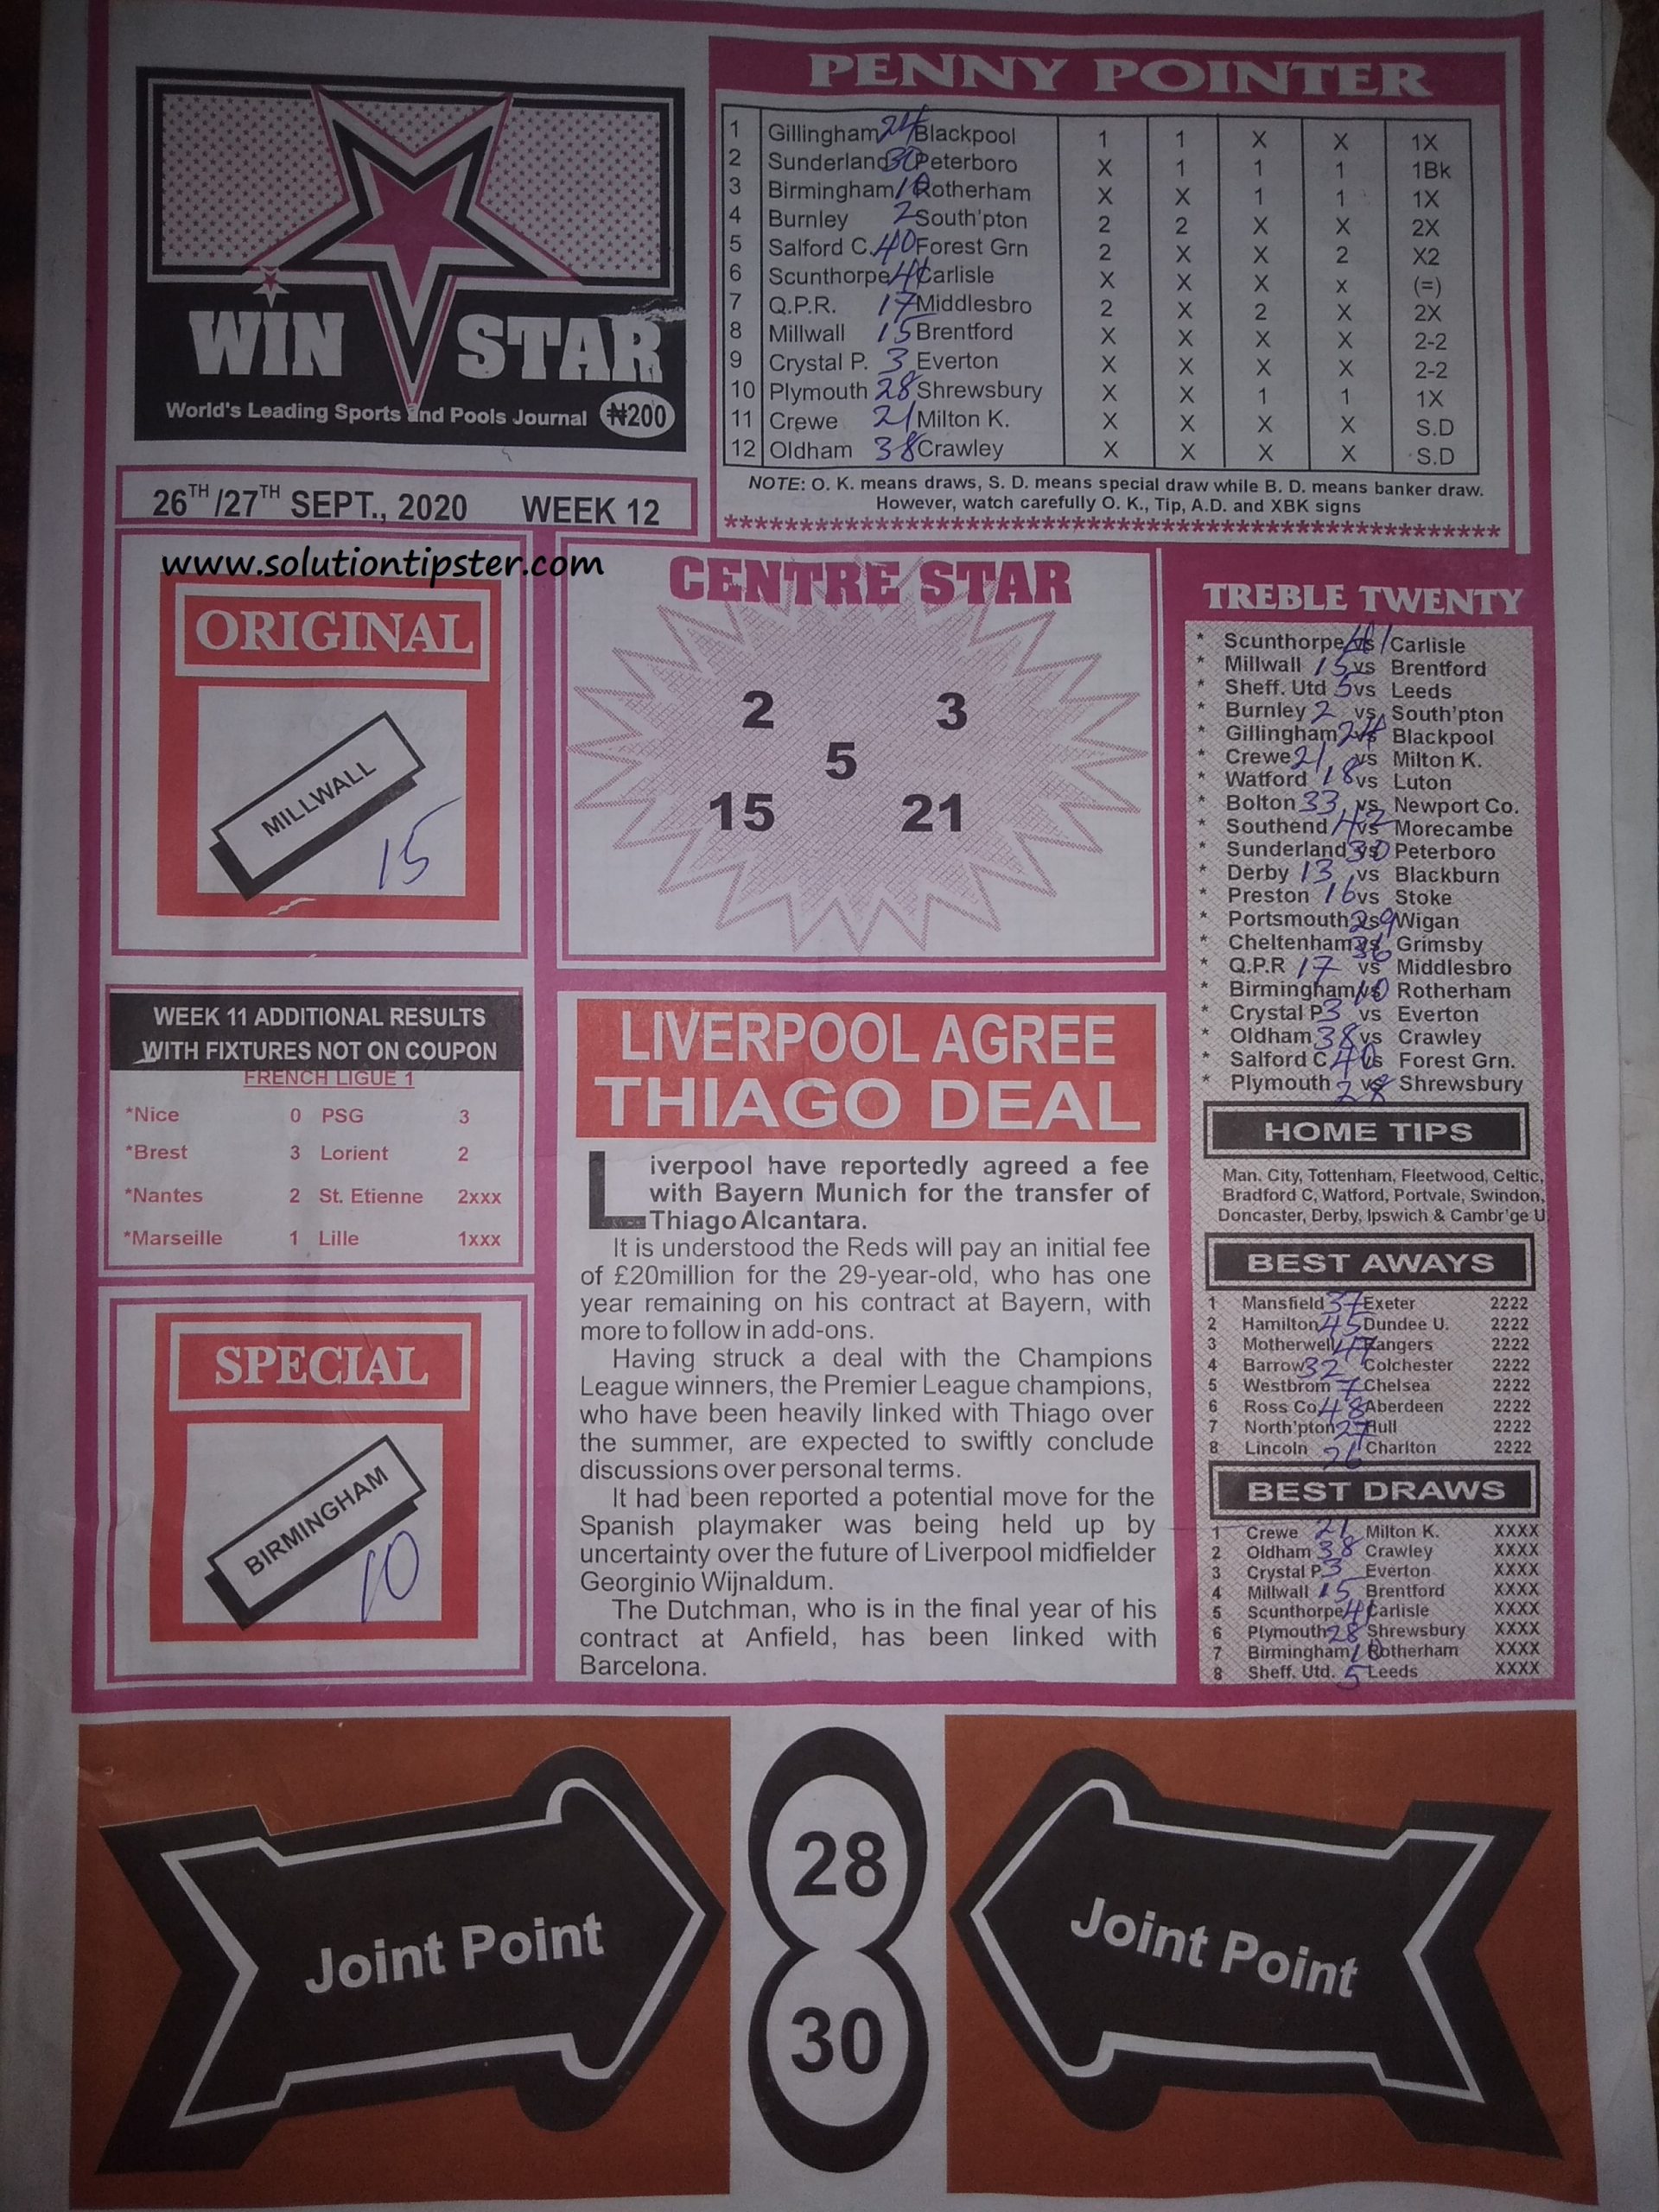 WIN STAR
World's Leading Sports and Pools Journal ₦200
26TH /27TH SEPT., 2020 WEEK 12
PENNY POINTER
1 Gillingham 24 Blackpool 1 1 X X 1X
2 Sunderland 30 Peterboro X 1 1 1 1Bk
3 Birmingham 10 Rotherham X X 1 1 1X
4 Burnley 2 South'pton 2 2 X X 2X
5 Salford C. 40 Forest Grn 2 X X 2 X2
6 Scunthorpe 41 Carlisle X X X x (=)
7 Q.P.R. 17 Middlesbro 2 X 2 X 2X
8 Millwall 15 Brentford X X X X 2-2
9 Crystal P. 3 Everton X X X X 2-2
10 Plymouth 28 Shrewsbury X X 1 1 1X
11 Crewe 21 Milton K. X X X X S.D
12 Oldham 38 Crawley X X X X S.D
NOTE: O. K. means draws, S. D. means special draw while B. D. means banker draw.
However, watch carefully O. K., Tip, A.D. and XBK signs
www.solutiontipster.com
ORIGINAL
MILLWALL
15
WEEK 11 ADDITIONAL RESULTS
WITH FIXTURES NOT ON COUPON
FRENCH LIGUE 1
*Nice 0 PSG 3
*Brest 3 Lorient 2
*Nantes 2 St. Etienne 2xxx
*Marseille 1 Lille 1xxx
SPECIAL
BIRMINGHAM
10
CENTRE STAR
2 3
5
15 21
LIVERPOOL AGREE
THIAGO DEAL
Liverpool have reportedly agreed a fee
with Bayern Munich for the transfer of
Thiago Alcantara.
It is understood the Reds will pay an initial fee
of £20million for the 29-year-old, who has one
year remaining on his contract at Bayern, with
more to follow in add-ons.
Having struck a deal with the Champions
League winners, the Premier League champions,
who have been heavily linked with Thiago over
the summer, are expected to swiftly conclude
discussions over personal terms.
It had been reported a potential move for the
Spanish playmaker was being held up by
uncertainty over the future of Liverpool midfielder
Georginio Wijnaldum.
The Dutchman, who is in the final year of his
contract at Anfield, has been linked with
Barcelona.
TREBLE TWENTY
* Scunthorpe 41 vs Carlisle
* Millwall 15 vs Brentford
* Sheff. Utd 5 vs Leeds
* Burnley 2 vs South'pton
* Gillingham 24 vs Blackpool
* Crewe 21 vs Milton K.
* Watford 18 vs Luton
* Bolton 33 vs Newport Co.
* Southend 42 vs Morecambe
* Sunderland 30 vs Peterboro
* Derby 13 vs Blackburn
* Preston 16 vs Stoke
* Portsmouth 29 vs Wigan
* Cheltenham 36 vs Grimsby
* Q.P.R 17 vs Middlesbro
* Birmingham 10 vs Rotherham
* Crystal P 3 vs Everton
* Oldham 38 vs Crawley
* Salford C 40 vs Forest Grn.
* Plymouth 28 vs Shrewsbury
HOME TIPS
Man. City, Tottenham, Fleetwood, Celtic,
Bradford C, Watford, Portvale, Swindon,
Doncaster, Derby, Ipswich & Cambr'ge U
BEST AWAYS
1 Mansfield 37 Exeter 2222
2 Hamilton 45 Dundee U. 2222
3 Motherwell 47 Rangers 2222
4 Barrow 32 Colchester 2222
5 Westbrom 7 Chelsea 2222
6 Ross Co. 48 Aberdeen 2222
7 North'pton 27 Hull 2222
8 Lincoln 26 Charlton 2222
BEST DRAWS
1 Crewe 21 Milton K. XXXX
2 Oldham 38 Crawley XXXX
3 Crystal P. 3 Everton XXXX
4 Millwall 15 Brentford XXXX
5 Scunthorpe 41 Carlisle XXXX
6 Plymouth 28 Shrewsbury XXXX
7 Birmingham 10 Rotherham XXXX
8 Sheff. Utd. 5 Leeds XXXX
Joint Point
28
30
Joint Point